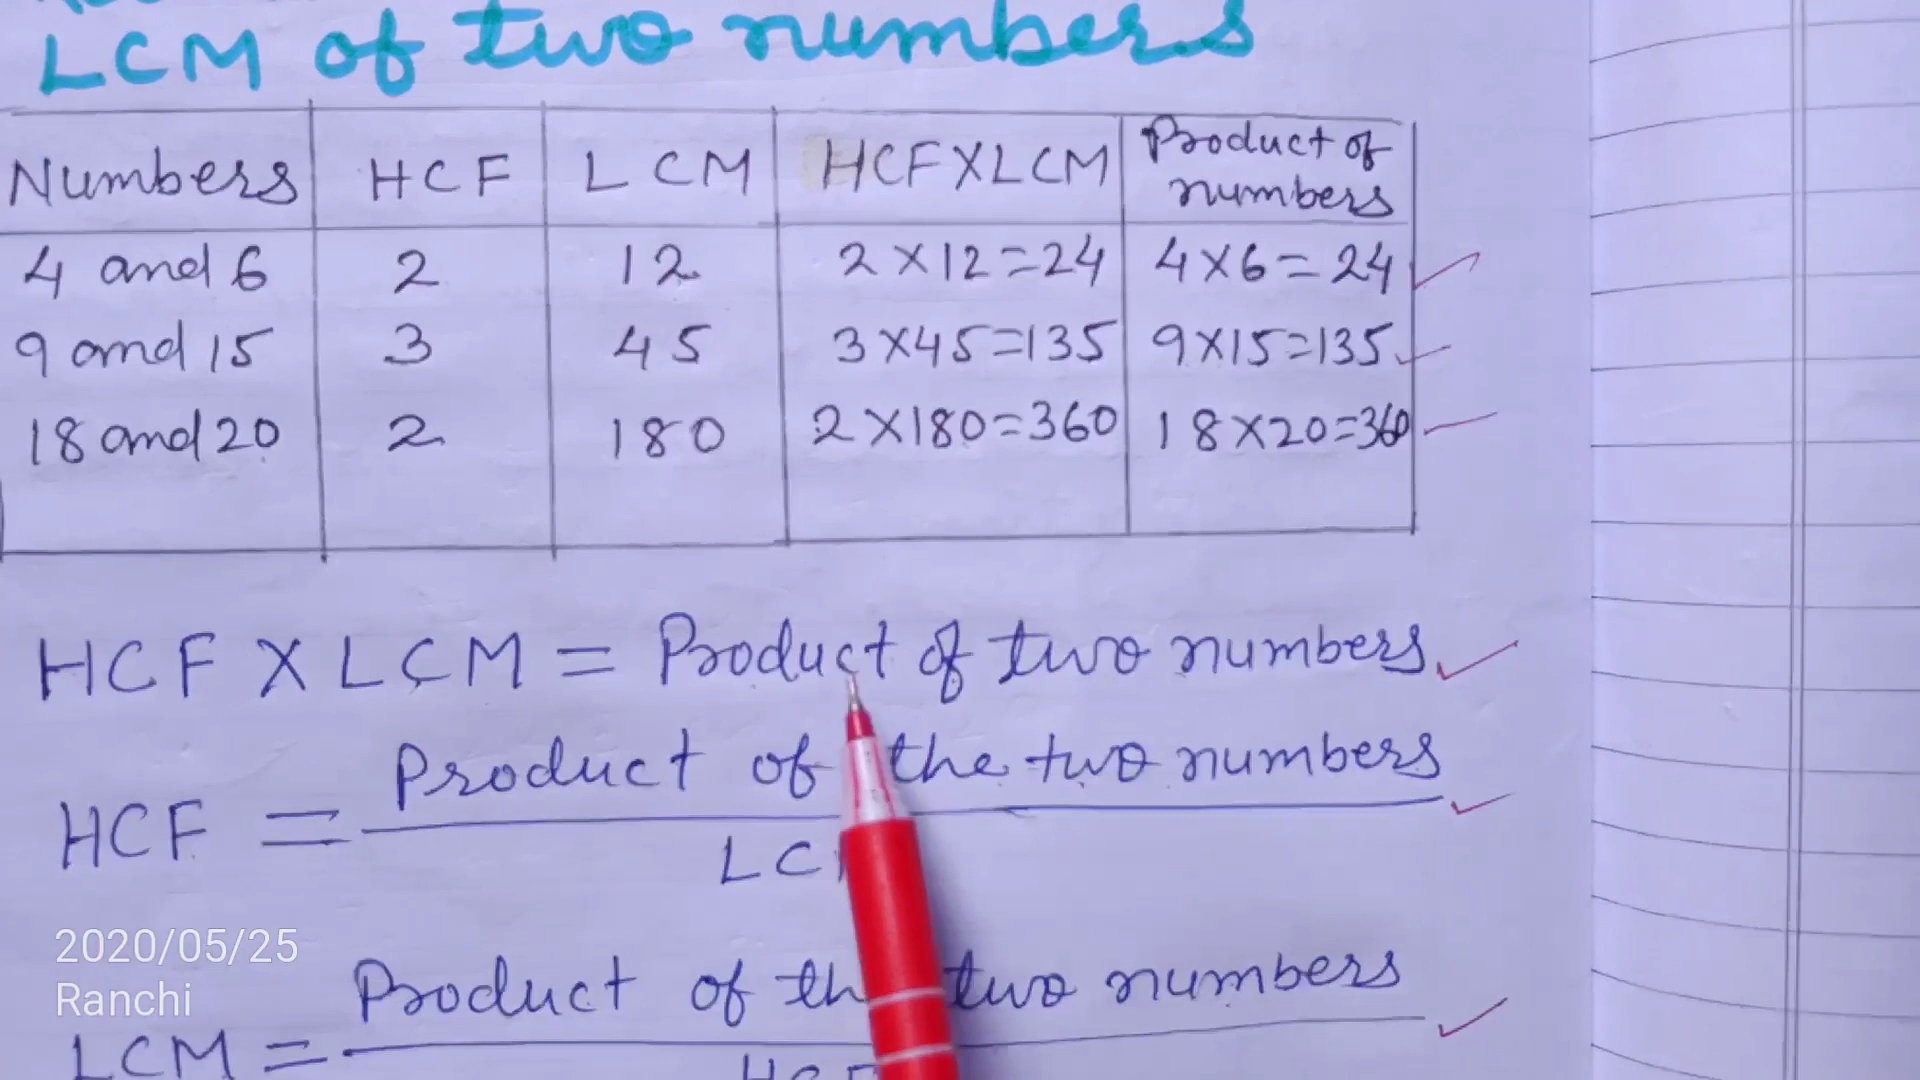 LCM of two numbers
Numbers HCF LCM HCFXLCM Product of numbers
4 and 6 2 12 2×12=24 4×6=24
9 and 15 3 45 3×45=135 9×15=135
18 and 20 2 180 2×180=360 18×20=360
HCF X LCM = Product of two numbers
Product of the two numbers
HCF =
LC
2020/05/25
Ranchi
Product of th two numbers
LCM =
HCF